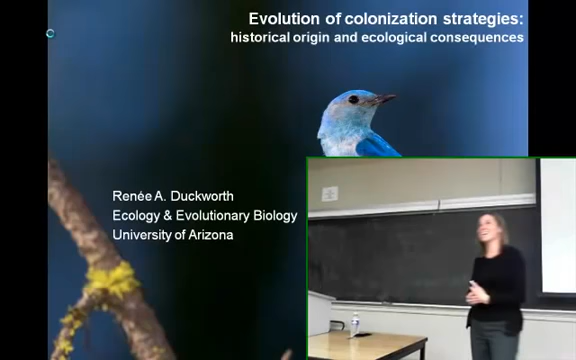 Evolution of colonization strategies:
historical origin and ecological consequences
Renée A. Duckworth
Ecology & Evolutionary Biology
University of Arizona